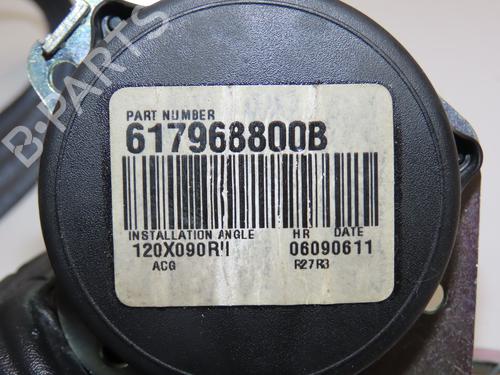 B-PARTS
PART NUMBER
617968800B
INSTALLATION ANGLE HR DATE
120X090R 06090611
ACG R27R3